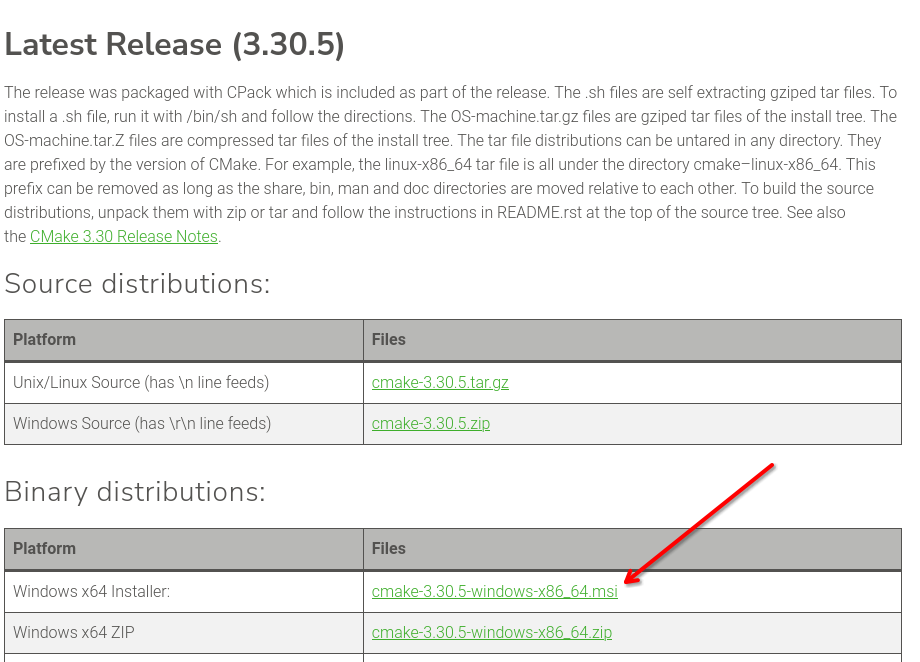 Latest Release (3.30.5)
The release was packaged with CPack which is included as part of the release. The .sh files are self extracting gziped tar files. To
install a .sh file, run it with /bin/sh and follow the directions. The OS-machine.tar.gz files are gziped tar files of the install tree. The
OS-machine.tar.Z files are compressed tar files of the install tree. The tar file distributions can be untared in any directory. They
are prefixed by the version of CMake. For example, the linux-x86_64 tar file is all under the directory cmake–linux-x86_64. This
prefix can be removed as long as the share, bin, man and doc directories are moved relative to each other. To build the source
distributions, unpack them with zip or tar and follow the instructions in README.rst at the top of the source tree. See also
the CMake 3.30 Release Notes.
Source distributions:
Platform Files
Unix/Linux Source (has \n line feeds) cmake-3.30.5.tar.gz
Windows Source (has \r\n line feeds) cmake-3.30.5.zip
Binary distributions:
Platform Files
Windows x64 Installer: cmake-3.30.5-windows-x86_64.msi
Windows x64 ZIP cmake-3.30.5-windows-x86_64.zip